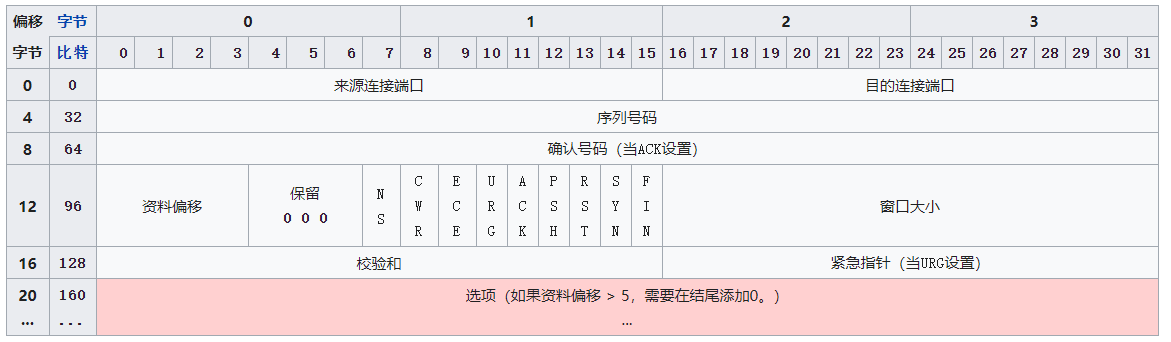 偏移 字节 0 1 2 3
字节 比特 0 1 2 3 4 5 6 7 8 9 10 11 12 13 14 15 16 17 18 19 20 21 22 23 24 25 26 27 28 29 30 31
0 0 来源连接端口 目的连接端口
4 32 序列号码
8 64 确认号码（当ACK设置）
12 96 资料偏移 保留 0 0 0 NS CWR ECE URG ACK PSH RST SYN FIN 窗口大小
16 128 校验和 紧急指针（当URG设置）
20 160 选项（如果资料偏移 > 5，需要在结尾添加0。）
... ... ...